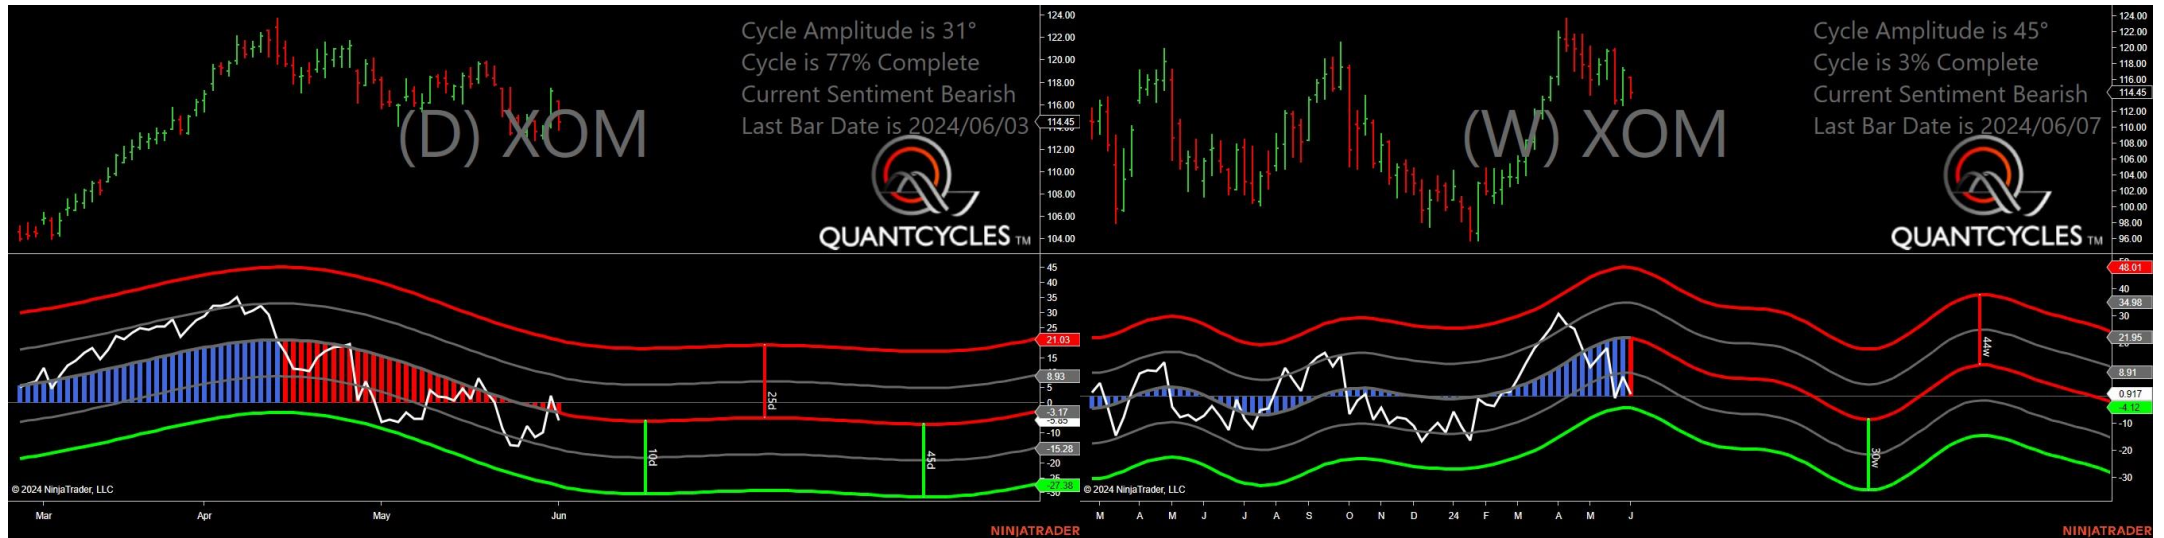 Cycle Amplitude is 31°
Cycle is 77% Complete
Current Sentiment Bearish
Last Bar Date is 2024/06/03
(D) XOM
QUANTCYCLES TM
124.00
122.00
120.00
118.00
116.00
114.45
112.00
110.00
108.00
106.00
104.00
45
40
35
30
25
21.03
15
8.93
5
0
-3.17
-5.85
-10
-15.28
-20
-27.38
25d
10d
45d
© 2024 NinjaTrader, LLC
Mar Apr May Jun
NINJATRADER
Cycle Amplitude is 45°
Cycle is 3% Complete
Current Sentiment Bearish
Last Bar Date is 2024/06/07
(W) XOM
QUANTCYCLES TM
124.00
122.00
120.00
118.00
116.00
114.45
112.00
110.00
108.00
106.00
104.00
102.00
100.00
98.00
96.00
48.01
40
34.98
30
21.95
8.91
0.917
-4.12
-10
-20
-30
44w
30w
© 2024 NinjaTrader, LLC
M A M J J A S O N D 24 F M A M J
NINJATRADER